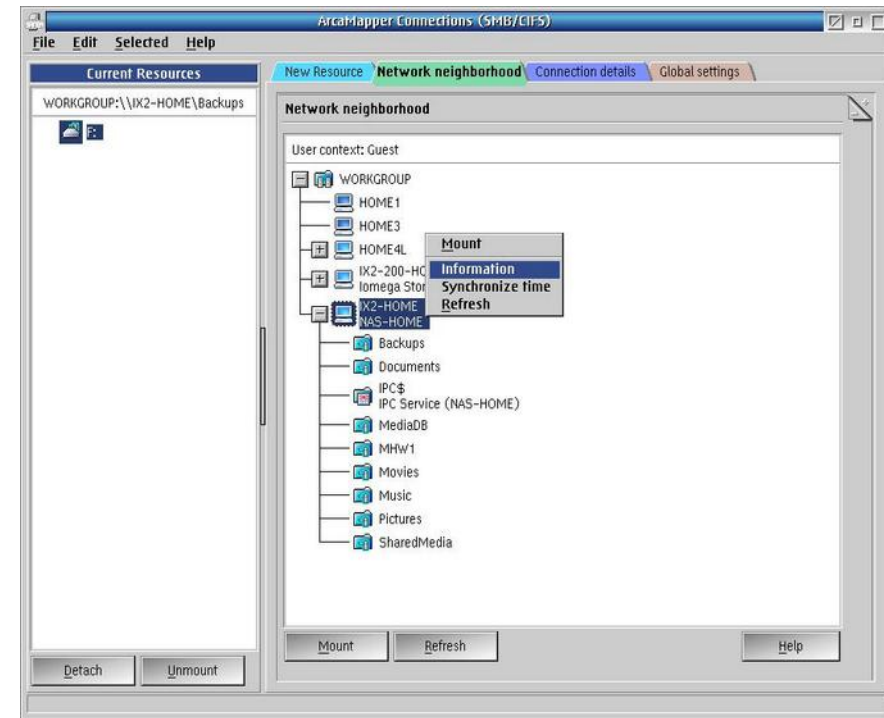 ArcaMapper Connections (SMB/CIFS)
File Edit Selected Help
Current Resources
WORKGROUP:\\IX2-HOME\Backups
F:
New Resource Network neighborhood Connection details Global settings
Network neighborhood
User context: Guest
WORKGROUP
HOME1
HOME3
HOME4L
IX2-200-HO
Iomega Stor
IX2-HOME
NAS-HOME
Mount
Information
Synchronize time
Refresh
Backups
Documents
IPC$
IPC Service (NAS-HOME)
MediaDB
MHW1
Movies
Music
Pictures
SharedMedia
Mount Refresh Help
Detach Unmount